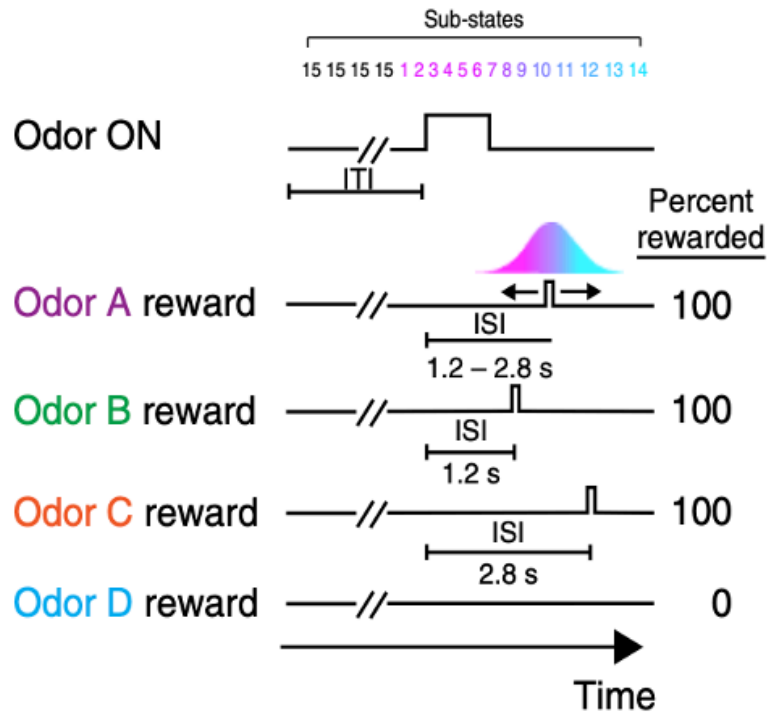 Sub-states
15 15 15 15 1 2 3 4 5 6 7 8 9 10 11 12 13 14
Odor ON
ITI
Percent
rewarded
Odor A reward
100
ISI
1.2 – 2.8 s
Odor B reward
100
ISI
1.2 s
Odor C reward
100
ISI
2.8 s
Odor D reward
0
Time